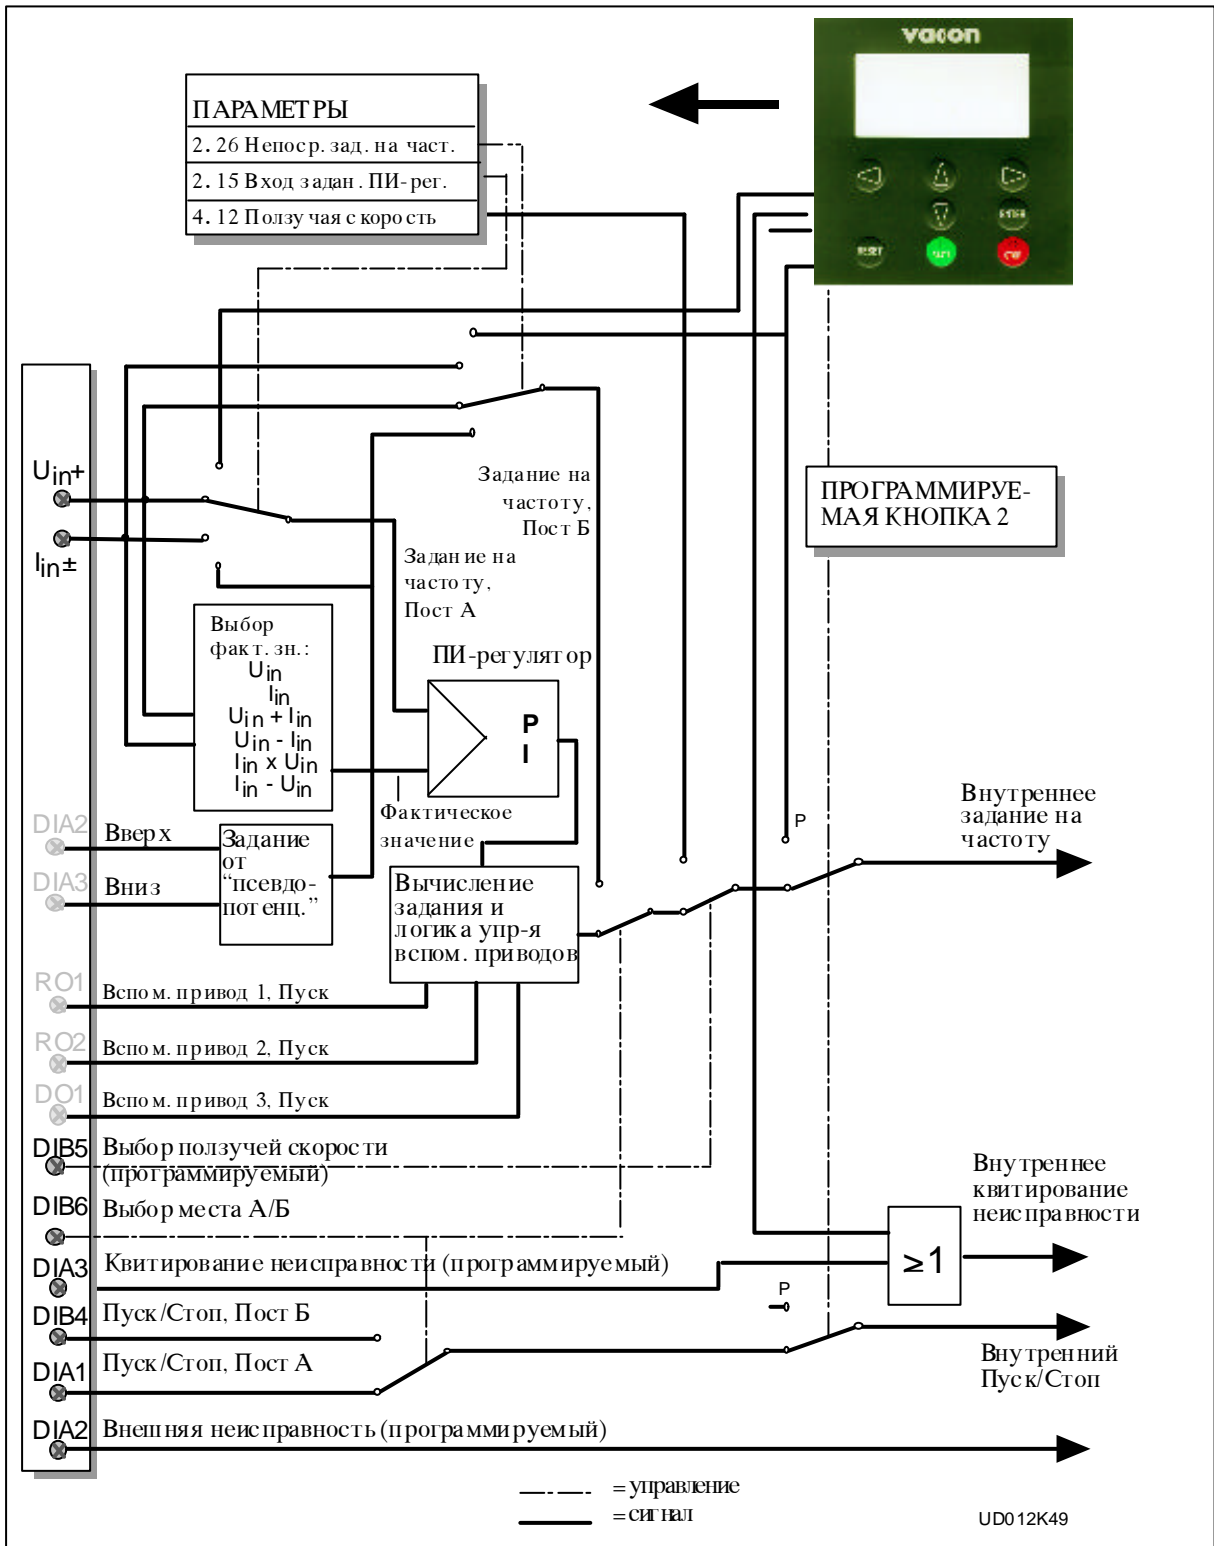 vacon
ПАРАМЕТРЫ
2. 26 Непоср. зад. на част.
2. 15 Вход задан. ПИ-рег.
4. 12 Ползучая скорость
ENTER
RESET
Uin+
Iin±
Задание на
частоту,
Пост Б
ПРОГРАММИРУЕ-
МАЯ КНОПКА 2
Задание на
частоту,
Пост А
Выбор
факт. зн.:
Uin
Iin
Uin + Iin
Uin - Iin
Iin x Uin
Iin - Uin
ПИ-регулятор
P
I
Фактическое
значение
DIA2
Вверх
DIA3
Вниз
Задание
от
“псевдо-
потенц.”
Вычисление
задания и
логика упр-я
вспом. приводов
P
Внутреннее
задание на
частоту
RO1
Вспом. привод 1, Пуск
RO2
Вспом. привод 2, Пуск
DO1
Вспом. привод 3, Пуск
DIB5 Выбор ползучей скорости
(программируемый)
DIB6 Выбор места А/Б
DIA3 Квитирование неисправности (программируемый)
≥1
Внутреннее
квитирование
неисправности
DIB4 Пуск/Стоп, Пост Б
P
DIA1 Пуск/Стоп, Пост А
Внутренний
Пуск/Стоп
DIA2 Внешняя неисправность (программируемый)
= управление
= сигнал
UD012K49